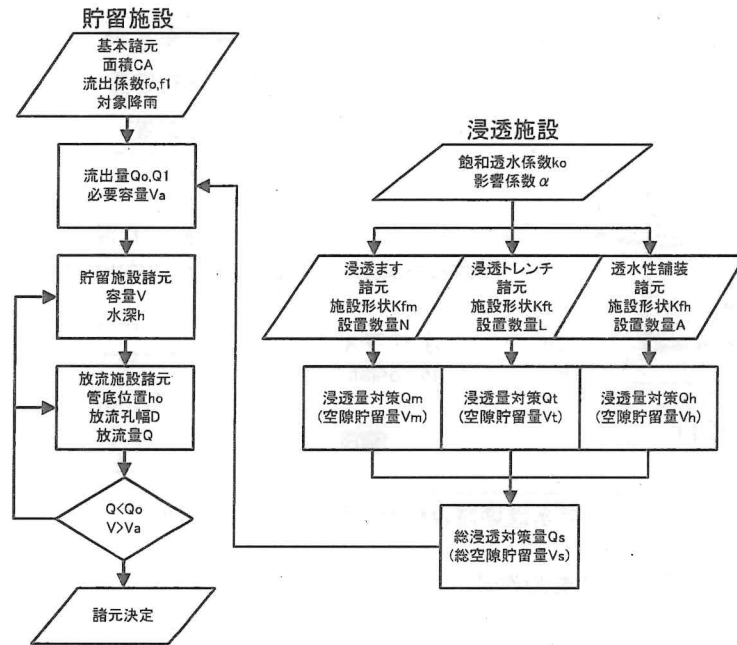 貯留施設
基本諸元
面積CA
流出係数fo,f1
対象降雨
流出量Qo,Q1
必要容量Va
貯留施設諸元
容量V
水深h
放流施設諸元
管底位置ho
放流孔幅D
放流量Q
Q<Qo
V>Va
諸元決定
浸透施設
飽和透水係数ko
影響係数α
浸透ます
諸元
施設形状Kfm
設置数量N
浸透トレンチ
諸元
施設形状Kft
設置数量L
透水性舗装
諸元
施設形状Kfh
設置数量A
浸透量対策Qm
(空隙貯留量Vm)
浸透量対策Qt
(空隙貯留量Vt)
浸透量対策Qh
(空隙貯留量Vh)
総浸透対策量Qs
(総空隙貯留量Vs)